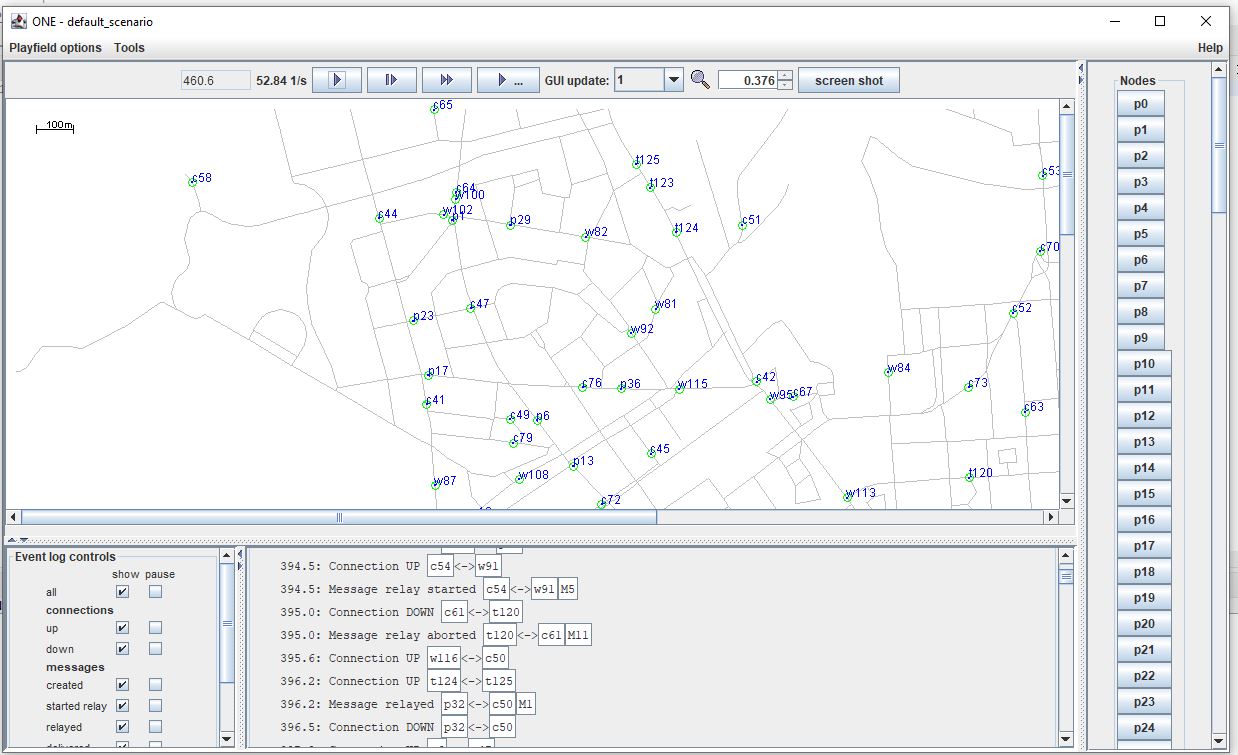 ONE - default_scenario
Playfield options Tools Help
460.6 52.84 1/s ... GUI update: 1 0.376 screen shot
100m
c65
t125
c58
t123
c53
c64
w100
c44
w102
p1
p29
w82
t124
c51
c70
c47
w81
c52
p23
w92
p17
c76
p36
w115
c42
w84
c73
w95
c67
c41
c63
c49
p6
c79
c45
p13
w87
w108
t120
c72
w113
Nodes
p0
p1
p2
p3
p4
p5
p6
p7
p8
p9
p10
p11
p12
p13
p14
p15
p16
p17
p18
p19
p20
p21
p22
p23
p24
Event log controls
show pause
all
connections
up
down
messages
created
started relay
relayed
delivered
394.5: Connection UP c54<->w91
394.5: Message relay started c54<->w91 M5
395.0: Connection DOWN c61<->t120
395.0: Message relay aborted t120<->c61 M11
395.6: Connection UP w116<->c50
396.2: Connection UP t124<->t125
396.2: Message relayed p32<->c50 M1
396.5: Connection DOWN p32<->c50